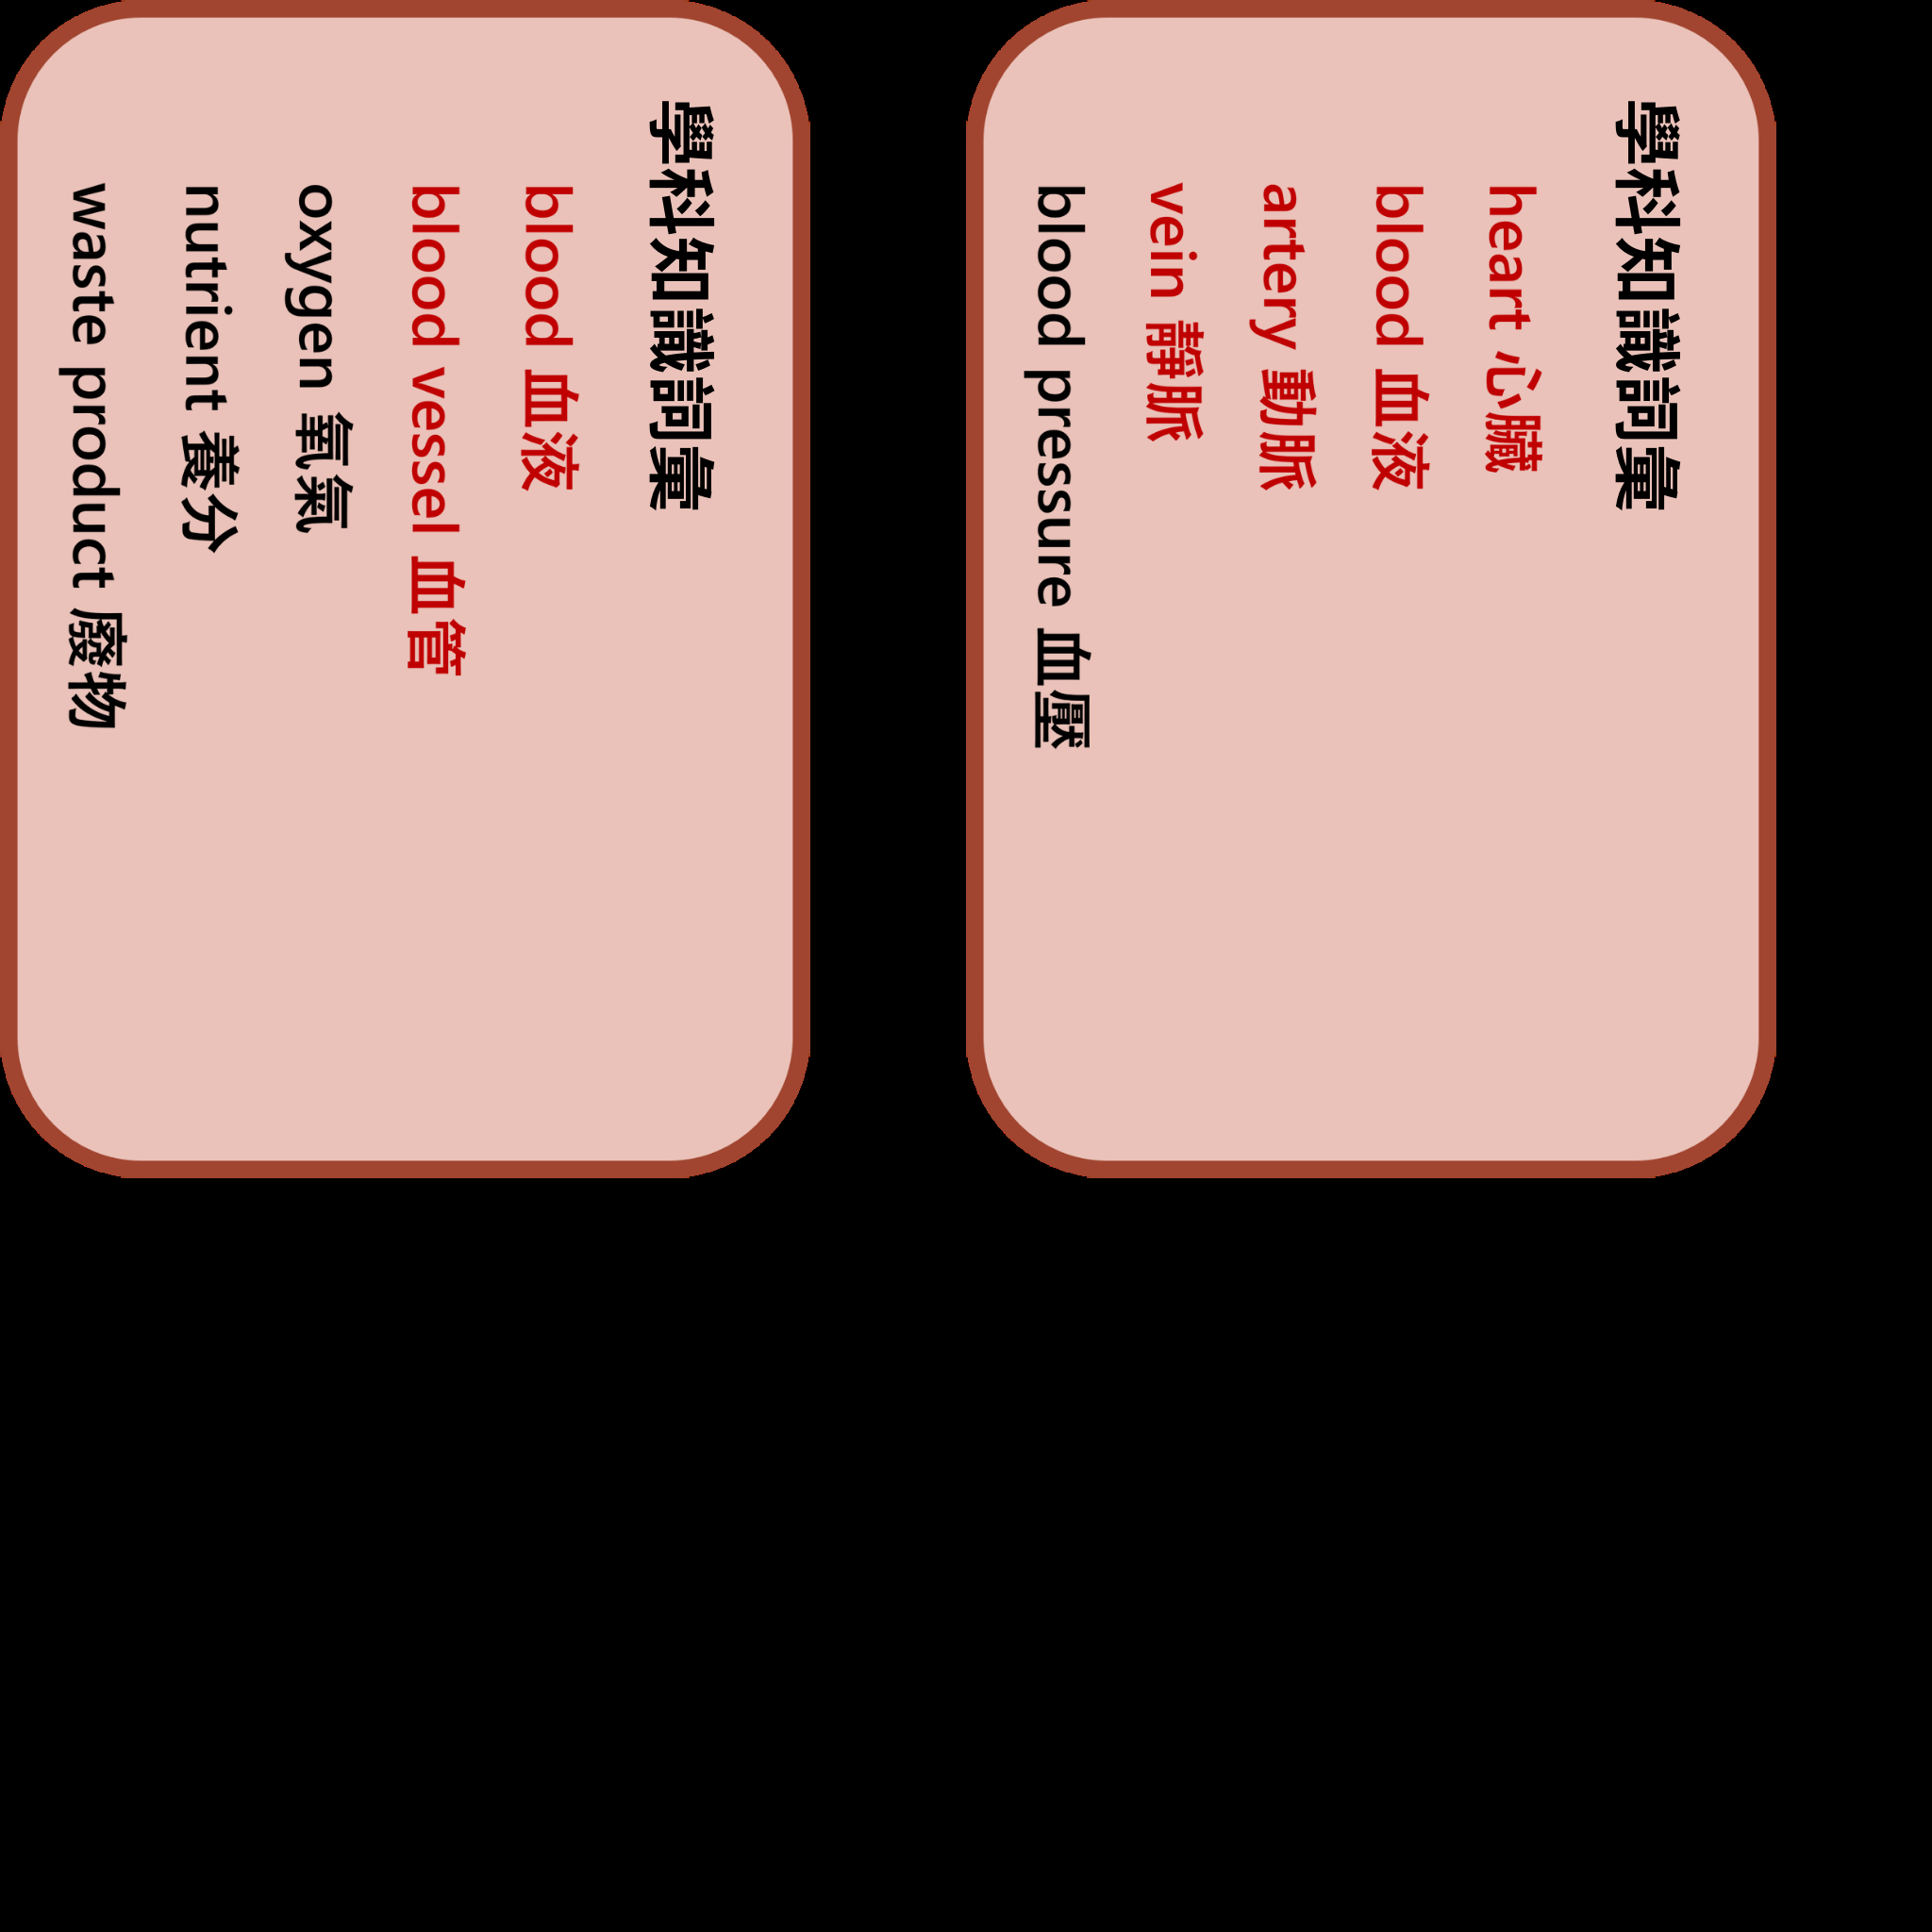 學科知識詞彙
blood 血液
blood vessel 血管
oxygen 氧氣
nutrient 養分
waste product 廢物
學科知識詞彙
heart 心臟
blood 血液
artery 動脈
vein 靜脈
blood pressure 血壓